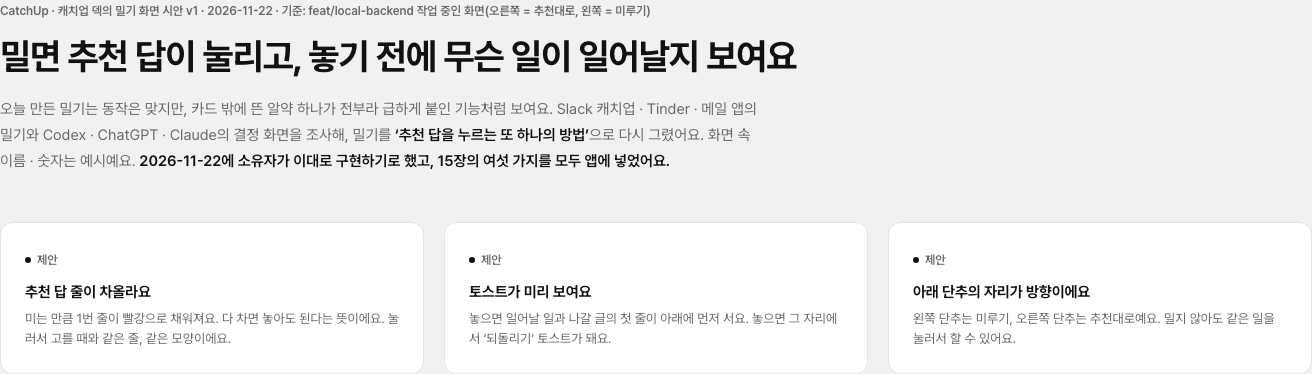 CatchUp · 캐치업 덱의 밀기 화면 시안 v1 · 2026-11-22 · 기준: feat/local-backend 작업 중인 화면(오른쪽 = 추천대로, 왼쪽 = 미루기)
밀면 추천 답이 눌리고, 놓기 전에 무슨 일이 일어날지 보여요
오늘 만든 밀기는 동작은 맞지만, 카드 밖에 뜬 알약 하나가 전부라 급하게 붙인 기능처럼 보여요. Slack 캐치업 · Tinder · 메일 앱의
밀기와 Codex · ChatGPT · Claude의 결정 화면을 조사해, 밀기를 ‘추천 답을 누르는 또 하나의 방법’으로 다시 그렸어요. 화면 속
이름 · 숫자는 예시예요. 2026-11-22에 소유자가 이대로 구현하기로 했고, 15장의 여섯 가지를 모두 앱에 넣었어요.
제안
추천 답 줄이 차올라요
미는 만큼 1번 줄이 빨강으로 채워져요. 다 차면 놓아도 된다는 뜻이에요. 눌
러서 고를 때와 같은 줄, 같은 모양이에요.
제안
토스트가 미리 보여요
놓으면 일어날 일과 나갈 글의 첫 줄이 아래에 먼저 서요. 놓으면 그 자리에
서 ‘되돌리기’ 토스트가 돼요.
제안
아래 단추의 자리가 방향이에요
왼쪽 단추는 미루기, 오른쪽 단추는 추천대로예요. 밀지 않아도 같은 일을
눌러서 할 수 있어요.